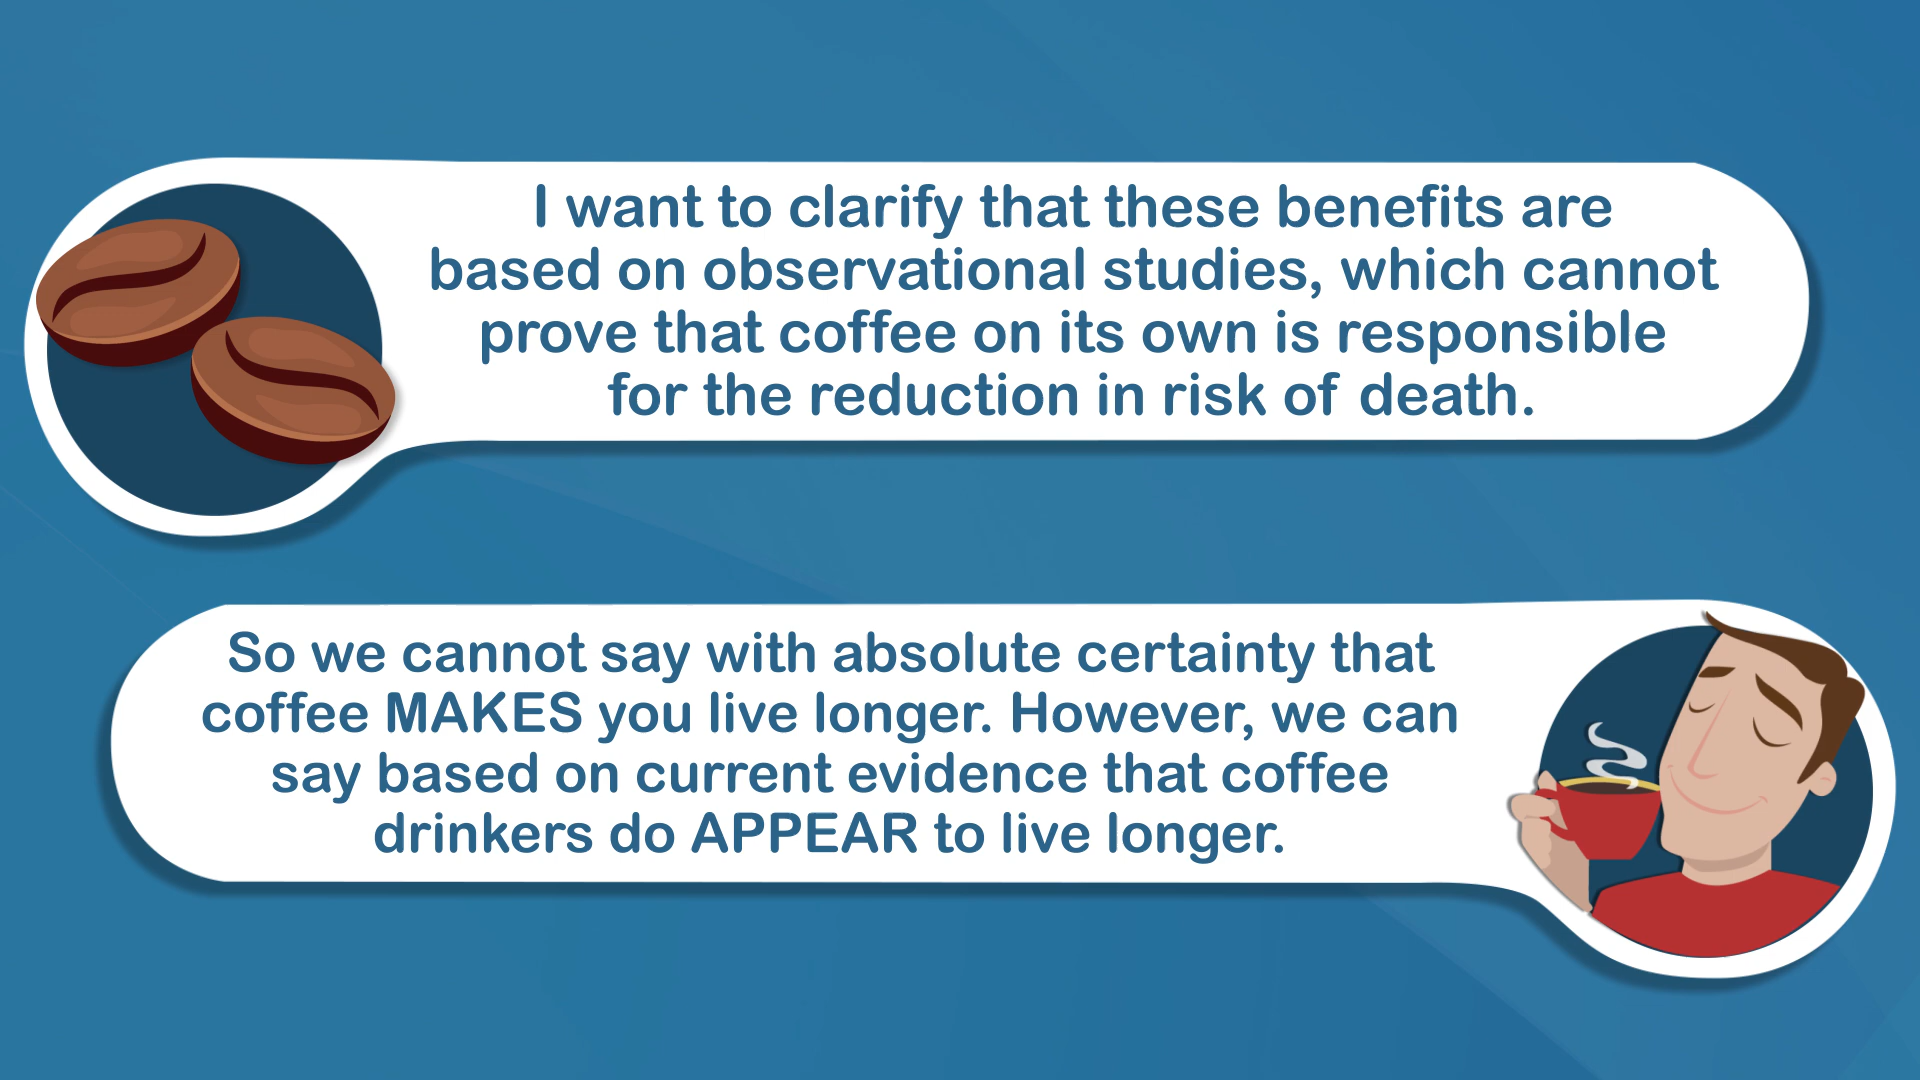 I want to clarify that these benefits are
based on observational studies, which cannot
prove that coffee on its own is responsible
for the reduction in risk of death.
So we cannot say with absolute certainty that
coffee MAKES you live longer. However, we can
say based on current evidence that coffee
drinkers do APPEAR to live longer.